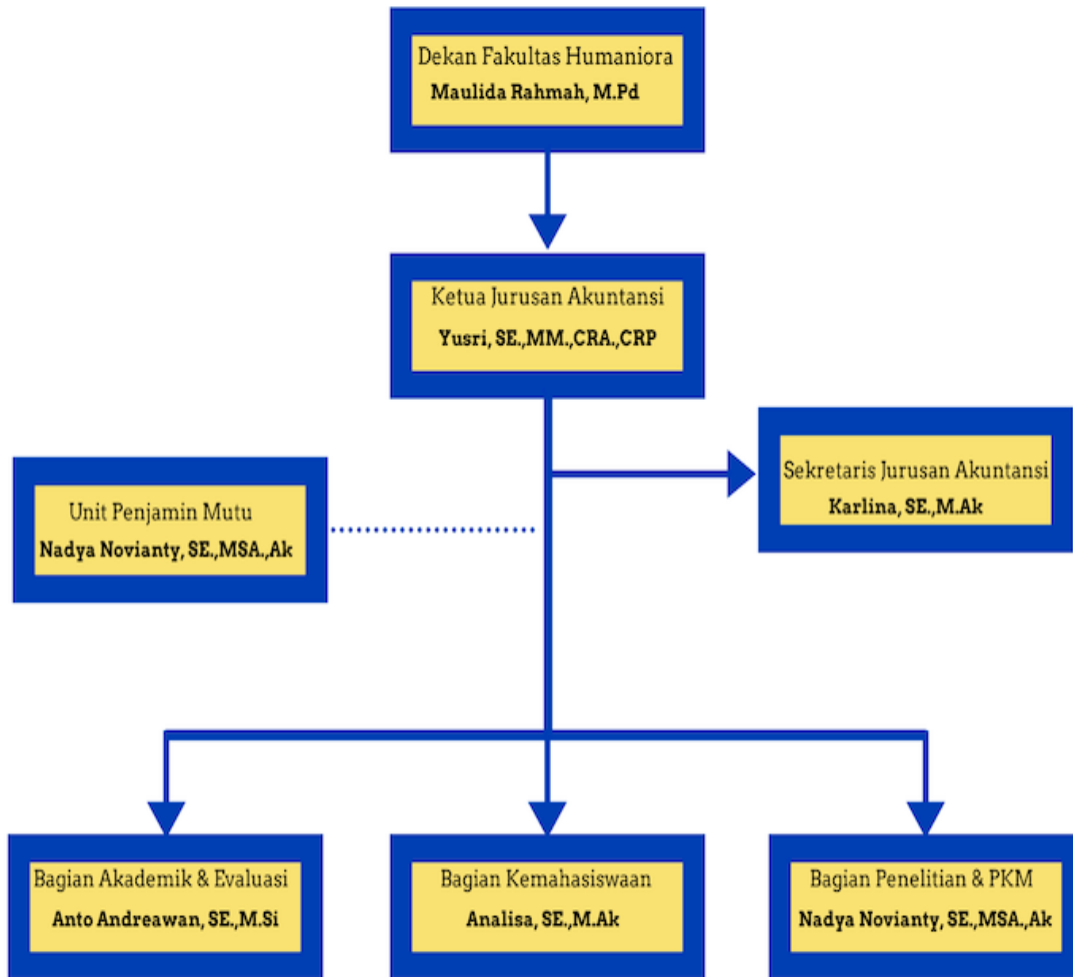 Dekan Fakultas Humaniora
Maulida Rahmah, M.Pd
Ketua Jurusan Akuntansi
Yusri, SE.,MM.,CRA.,CRP
Sekretaris Jurusan Akuntansi
Karlina, SE.,M.Ak
Unit Penjamin Mutu
Nadya Novianty, SE.,MSA.,Ak
Bagian Akademik & Evaluasi
Anto Andreawan, SE.,M.Si
Bagian Kemahasiswaan
Analisa, SE.,M.Ak
Bagian Penelitian & PKM
Nadya Novianty, SE.,MSA.,Ak